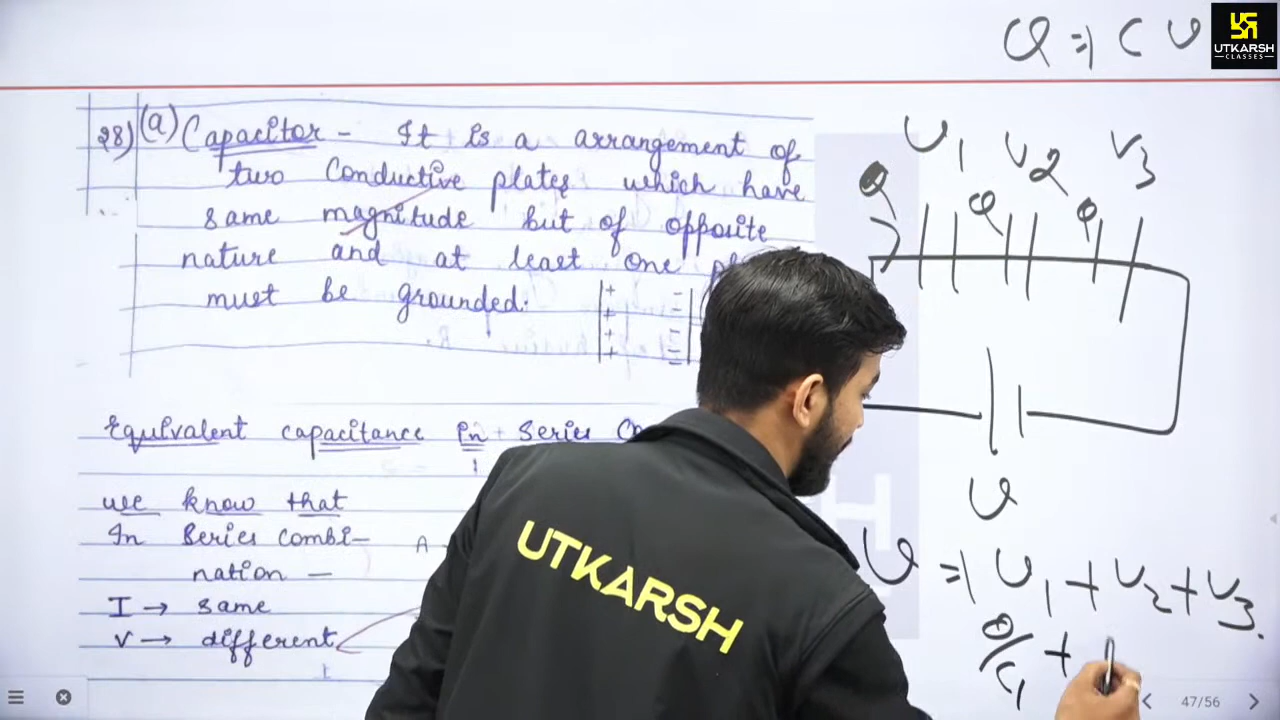 Q => CV
UTKARSH
CLASSES
28) (a) Capacitor - It is a arrangement of
two conductive plates which have
same magnitude but of opposite
nature and at least one
must be grounded.
+ -
+ -
+ -
+ -
Equivalent capacitance in series
we know that
In Series combi-
nation —
I → same
V → different
A
V1 V2 V3
Q Q Q
V
V => V1 + V2 + V3.
Q/C1 +
UTKARSH
47/56